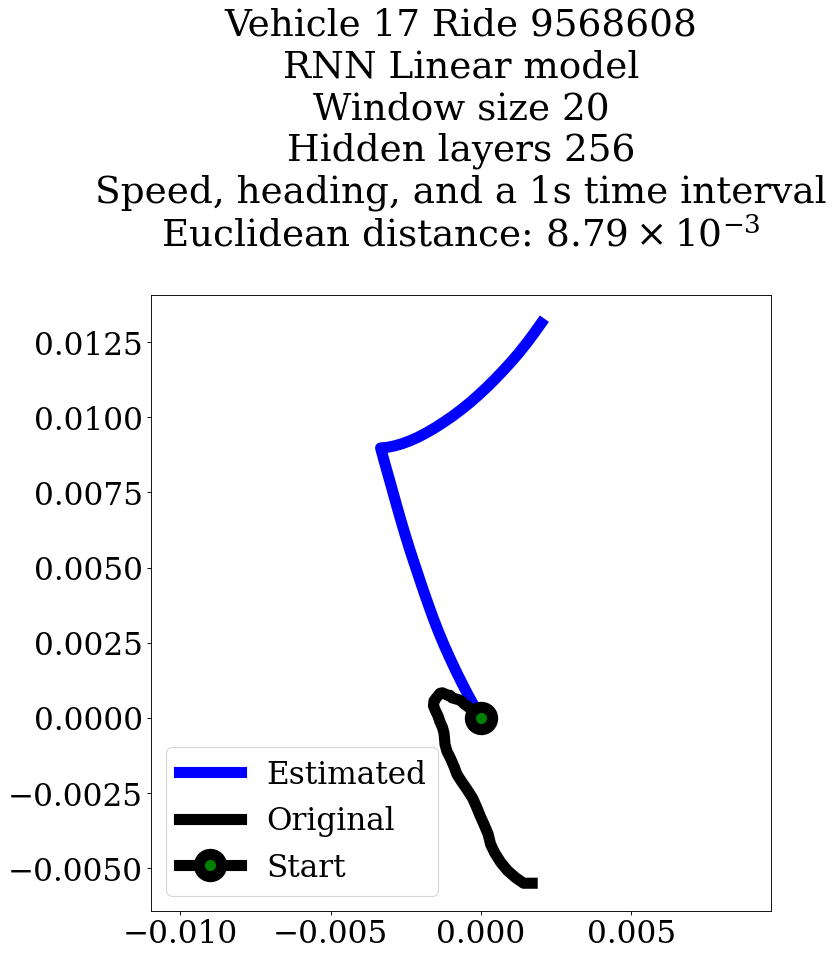 Vehicle 17 Ride 9568608
RNN Linear model
Window size 20
Hidden layers 256
Speed, heading, and a 1s time interval
Euclidean distance: 8.79 × 10⁻³
0.0125
0.0100
0.0075
0.0050
0.0025
0.0000
−0.0025
−0.0050
Estimated
Original
Start
−0.010 −0.005 0.000 0.005